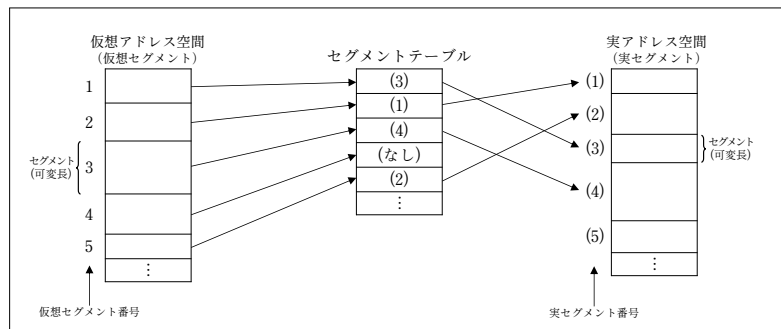 仮想アドレス空間
(仮想セグメント)
1
2
セグメント
(可変長)
3
4
5
⋮
仮想セグメント番号
セグメントテーブル
(3)
(1)
(4)
(なし)
(2)
⋮
実アドレス空間
(実セグメント)
(1)
(2)
(3)
セグメント
(可変長)
(4)
(5)
⋮
実セグメント番号